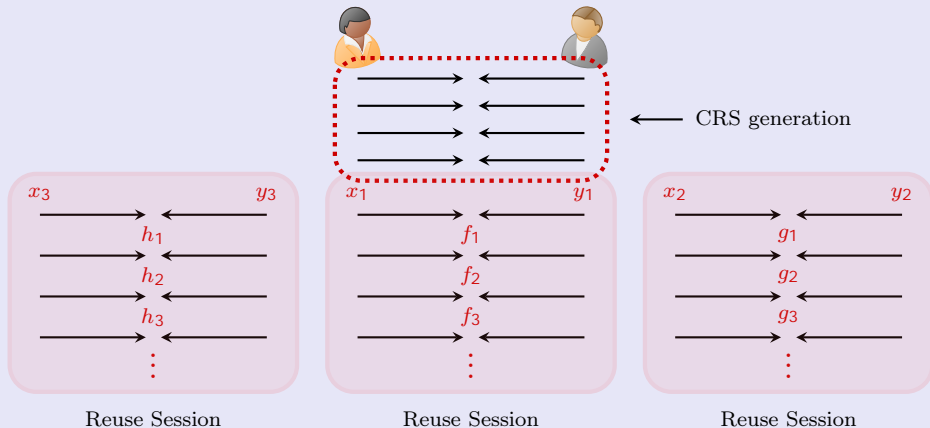 CRS generation
x₃ y₃
h₁
h₂
h₃
⋮
Reuse Session
x₁ y₁
f₁
f₂
f₃
⋮
Reuse Session
x₂ y₂
g₁
g₂
g₃
⋮
Reuse Session